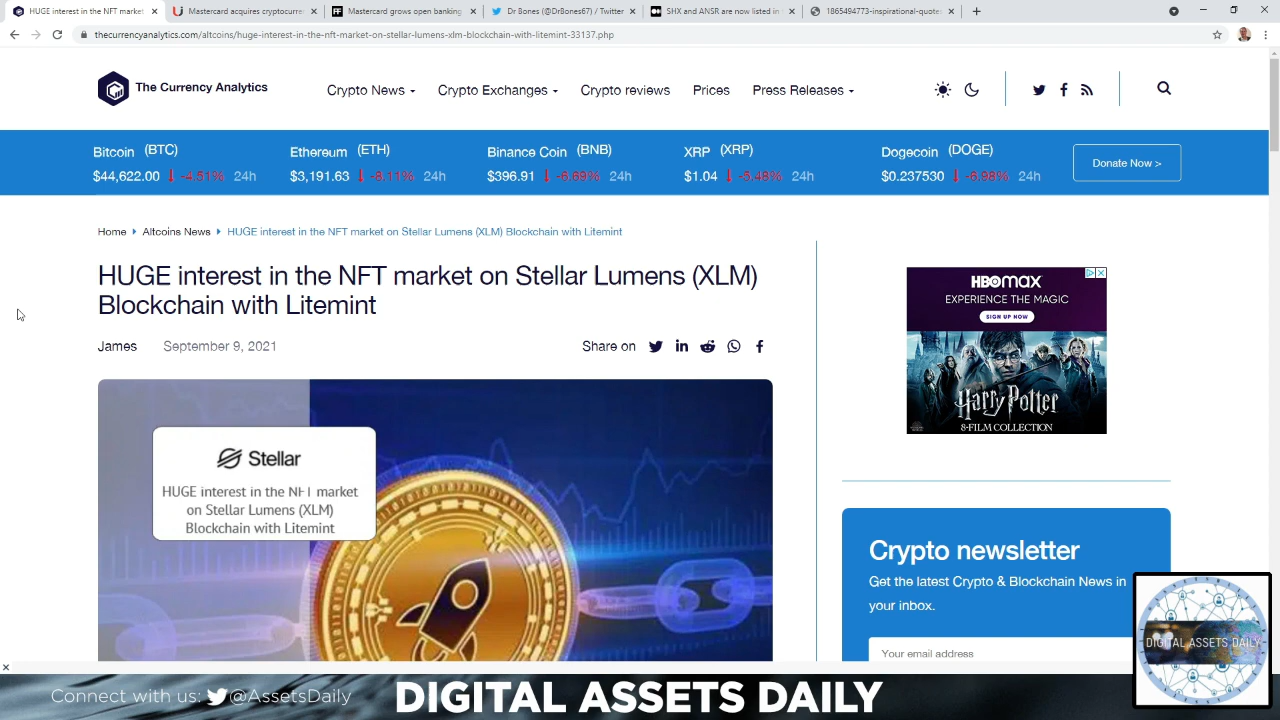 HUGE interest in the NFT market
Mastercard acquires cryptocurre
Mastercard grows open banking
Dr Bones (@DrBones67) / Twitter
SHX and ANSR are now listed in
1865494773-inspirational-quote
thecurrencyanalytics.com/altcoins/huge-interest-in-the-nft-market-on-stellar-lumens-xlm-blockchain-with-litemint-33137.php
The Currency Analytics
Crypto News
Crypto Exchanges
Crypto reviews
Prices
Press Releases
Bitcoin (BTC)
$44,622.00 -4.51% 24h
Ethereum (ETH)
$3,191.63 -8.11% 24h
Binance Coin (BNB)
$396.91 -6.69% 24h
XRP (XRP)
$1.04 -5.48% 24h
Dogecoin (DOGE)
$0.237530 -6.98% 24h
Donate Now >
Home Altcoins News HUGE interest in the NFT market on Stellar Lumens (XLM) Blockchain with Litemint
HUGE interest in the NFT market on Stellar Lumens (XLM)
Blockchain with Litemint
James September 9, 2021
Share on
Stellar
HUGE interest in the NFT market
on Stellar Lumens (XLM)
Blockchain with Litemint
HBOMAX
EXPERIENCE THE MAGIC
SIGN UP NOW
Harry Potter
8-FILM COLLECTION
Crypto newsletter
Get the latest Crypto & Blockchain News in
your inbox.
Your email address
DIGITAL ASSETS DAILY
Connect with us: @AssetsDaily
DIGITAL ASSETS DAILY